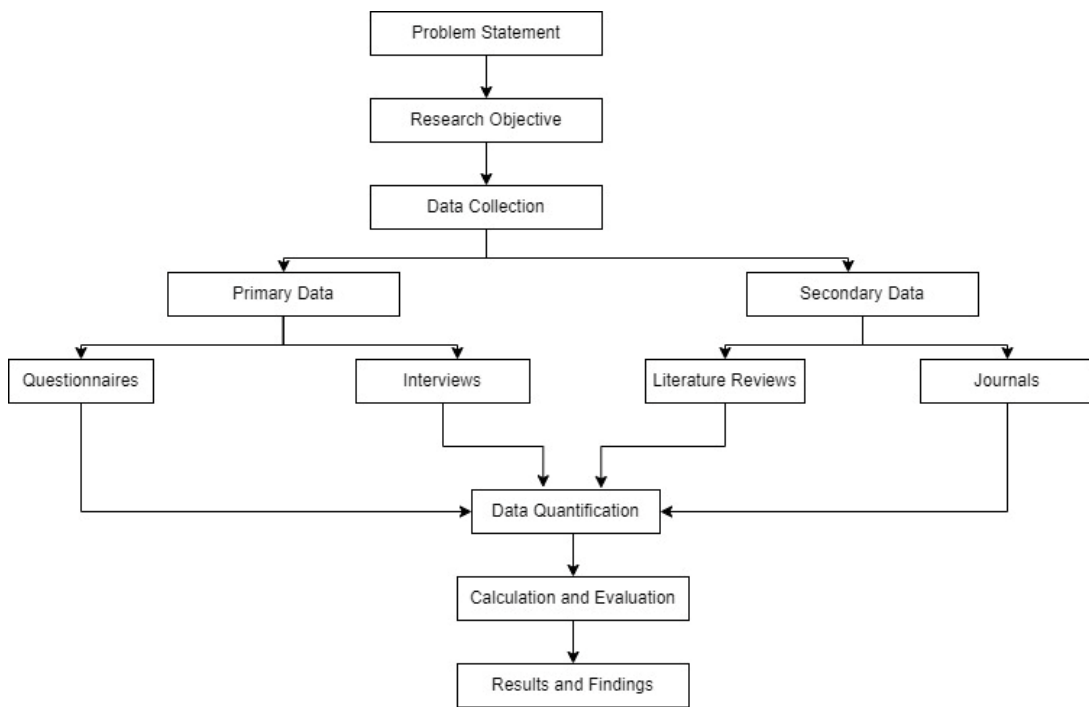 Problem Statement
Research Objective
Data Collection
Primary Data
Secondary Data
Questionnaires
Interviews
Literature Reviews
Journals
Data Quantification
Calculation and Evaluation
Results and Findings